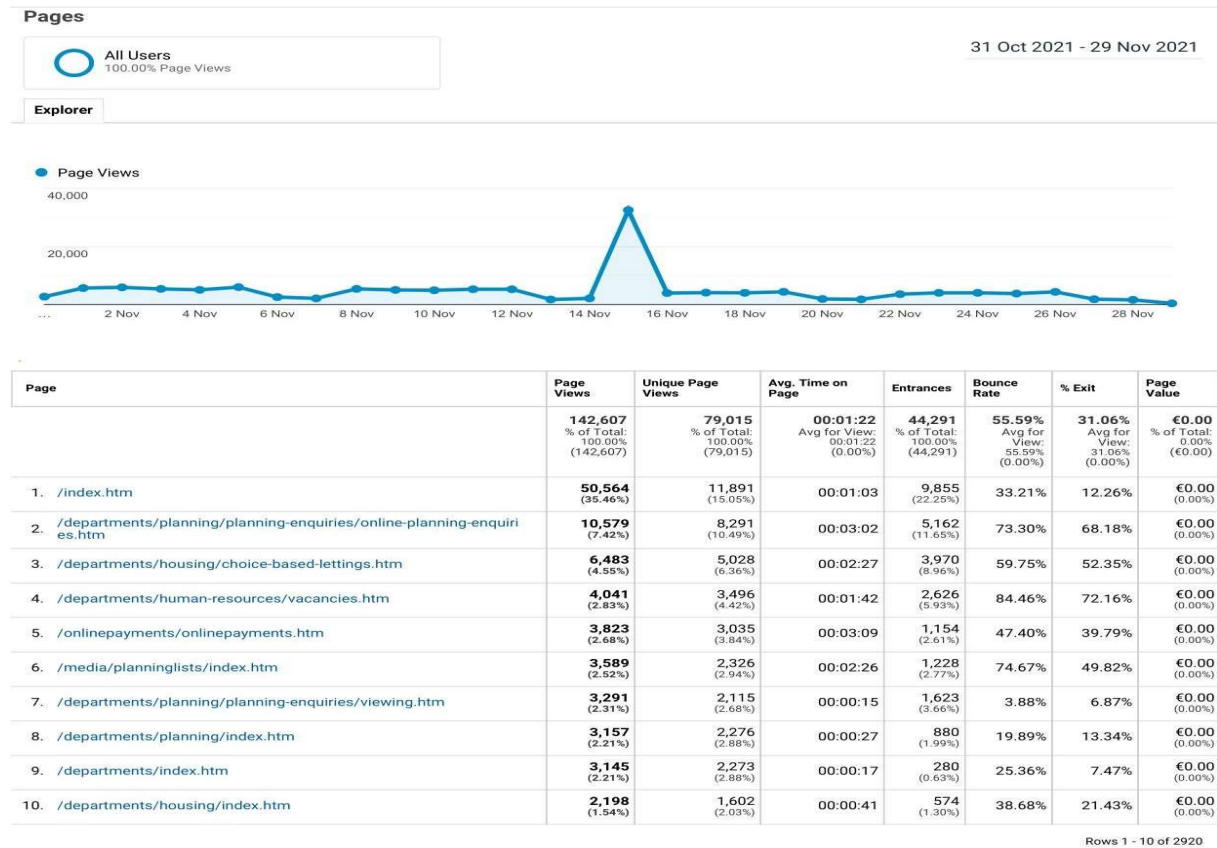 Pages
All Users
100.00% Page Views
31 Oct 2021 - 29 Nov 2021
Explorer
Page Views
40,000
20,000
... 2 Nov 4 Nov 6 Nov 8 Nov 10 Nov 12 Nov 14 Nov 16 Nov 18 Nov 20 Nov 22 Nov 24 Nov 26 Nov 28 Nov
Page Page Views Unique Page Views Avg. Time on Page Entrances Bounce Rate % Exit Page Value
142,607 79,015 00:01:22 44,291 55.59% 31.06% €0.00
% of Total: 100.00% (142,607) % of Total: 100.00% (79,015) Avg for View: 00:01:22 (0.00%) % of Total: 100.00% (44,291) Avg for View: 55.59% (0.00%) Avg for View: 31.06% (0.00%) % of Total: 0.00% (€0.00)
1. /index.htm 50,564 (35.46%) 11,891 (15.05%) 00:01:03 9,855 (22.25%) 33.21% 12.26% €0.00 (0.00%)
2. /departments/planning/planning-enquiries/online-planning-enquiri
es.htm 10,579 (7.42%) 8,291 (10.49%) 00:03:02 5,162 (11.65%) 73.30% 68.18% €0.00 (0.00%)
3. /departments/housing/choice-based-lettings.htm 6,483 (4.55%) 5,028 (6.36%) 00:02:27 3,970 (8.96%) 59.75% 52.35% €0.00 (0.00%)
4. /departments/human-resources/vacancies.htm 4,041 (2.83%) 3,496 (4.42%) 00:01:42 2,626 (5.93%) 84.46% 72.16% €0.00 (0.00%)
5. /onlinepayments/onlinepayments.htm 3,823 (2.68%) 3,035 (3.84%) 00:03:09 1,154 (2.61%) 47.40% 39.79% €0.00 (0.00%)
6. /media/planninglists/index.htm 3,589 (2.52%) 2,326 (2.94%) 00:02:26 1,228 (2.77%) 74.67% 49.82% €0.00 (0.00%)
7. /departments/planning/planning-enquiries/viewing.htm 3,291 (2.31%) 2,115 (2.68%) 00:00:15 1,623 (3.66%) 3.88% 6.87% €0.00 (0.00%)
8. /departments/planning/index.htm 3,157 (2.21%) 2,276 (2.88%) 00:00:27 880 (1.99%) 19.89% 13.34% €0.00 (0.00%)
9. /departments/index.htm 3,145 (2.21%) 2,273 (2.88%) 00:00:17 280 (0.63%) 25.36% 7.47% €0.00 (0.00%)
10. /departments/housing/index.htm 2,198 (1.54%) 1,602 (2.03%) 00:00:41 574 (1.30%) 38.68% 21.43% €0.00 (0.00%)
Rows 1 - 10 of 2920